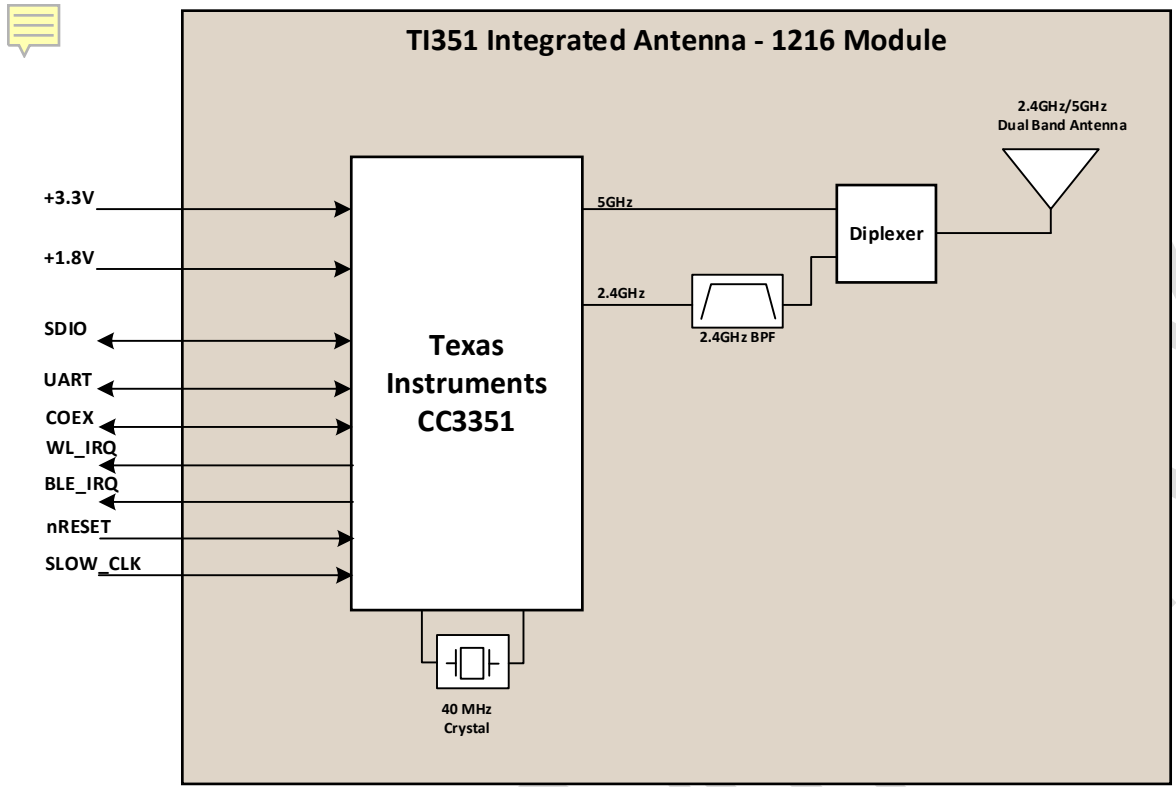 TI351 Integrated Antenna - 1216 Module
2.4GHz/5GHz
Dual Band Antenna
+3.3V
+1.8V
SDIO
UART
COEX
WL_IRQ
BLE_IRQ
nRESET
SLOW_CLK
Texas
Instruments
CC3351
5GHz
2.4GHz
2.4GHz BPF
Diplexer
40 MHz
Crystal